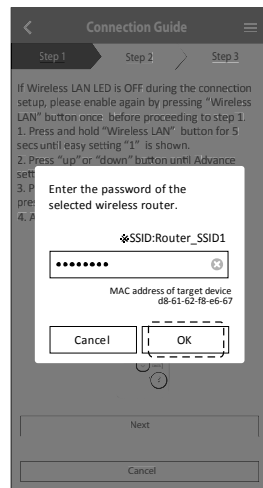 Connection Guide
Step 1
Step 2
Step 3
If Wireless LAN LED is OFF during the connection
setup, please enable again by pressing "Wireless
LAN" button once before proceeding to step 1.
1. Press and hold "Wireless LAN" button for 5
secs until easy setting "1" is shown.
2. Press "up" or "down" button until Advance
sett
3. P
pres
4. A
Enter the password of the
selected wireless router.
※SSID:Router_SSID1
••••••••
MAC address of target device
d8-61-62-f8-e6-67
Cancel
OK
Next
Cancel